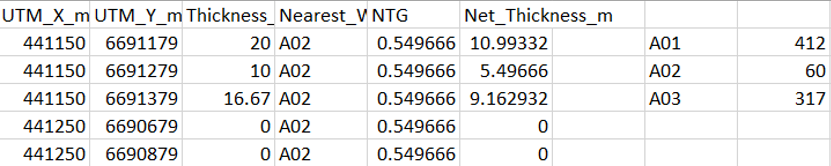 UTM_X_m UTM_Y_m Thickness_ Nearest_W NTG Net_Thickness_m
441150 6691179 20 A02 0.549666 10.99332 A01 412
441150 6691279 10 A02 0.549666 5.49666 A02 60
441150 6691379 16.67 A02 0.549666 9.162932 A03 317
441250 6690679 0 A02 0.549666 0
441250 6690879 0 A02 0.549666 0